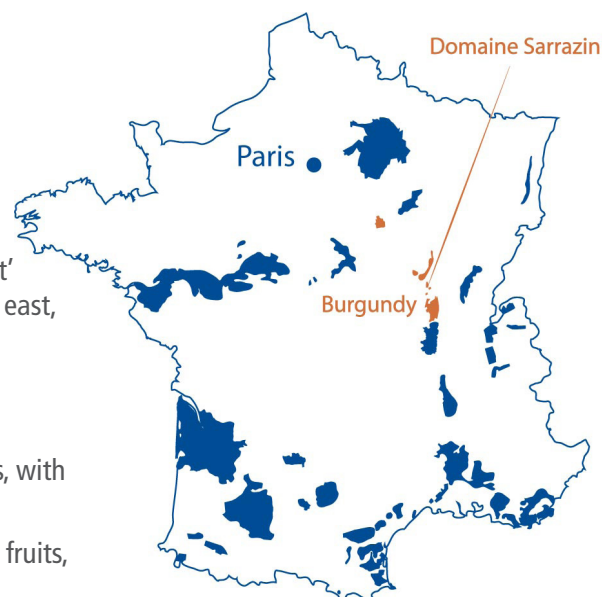 Domaine Sarrazin
Paris
t’
east,
Burgundy
s, with
fruits,